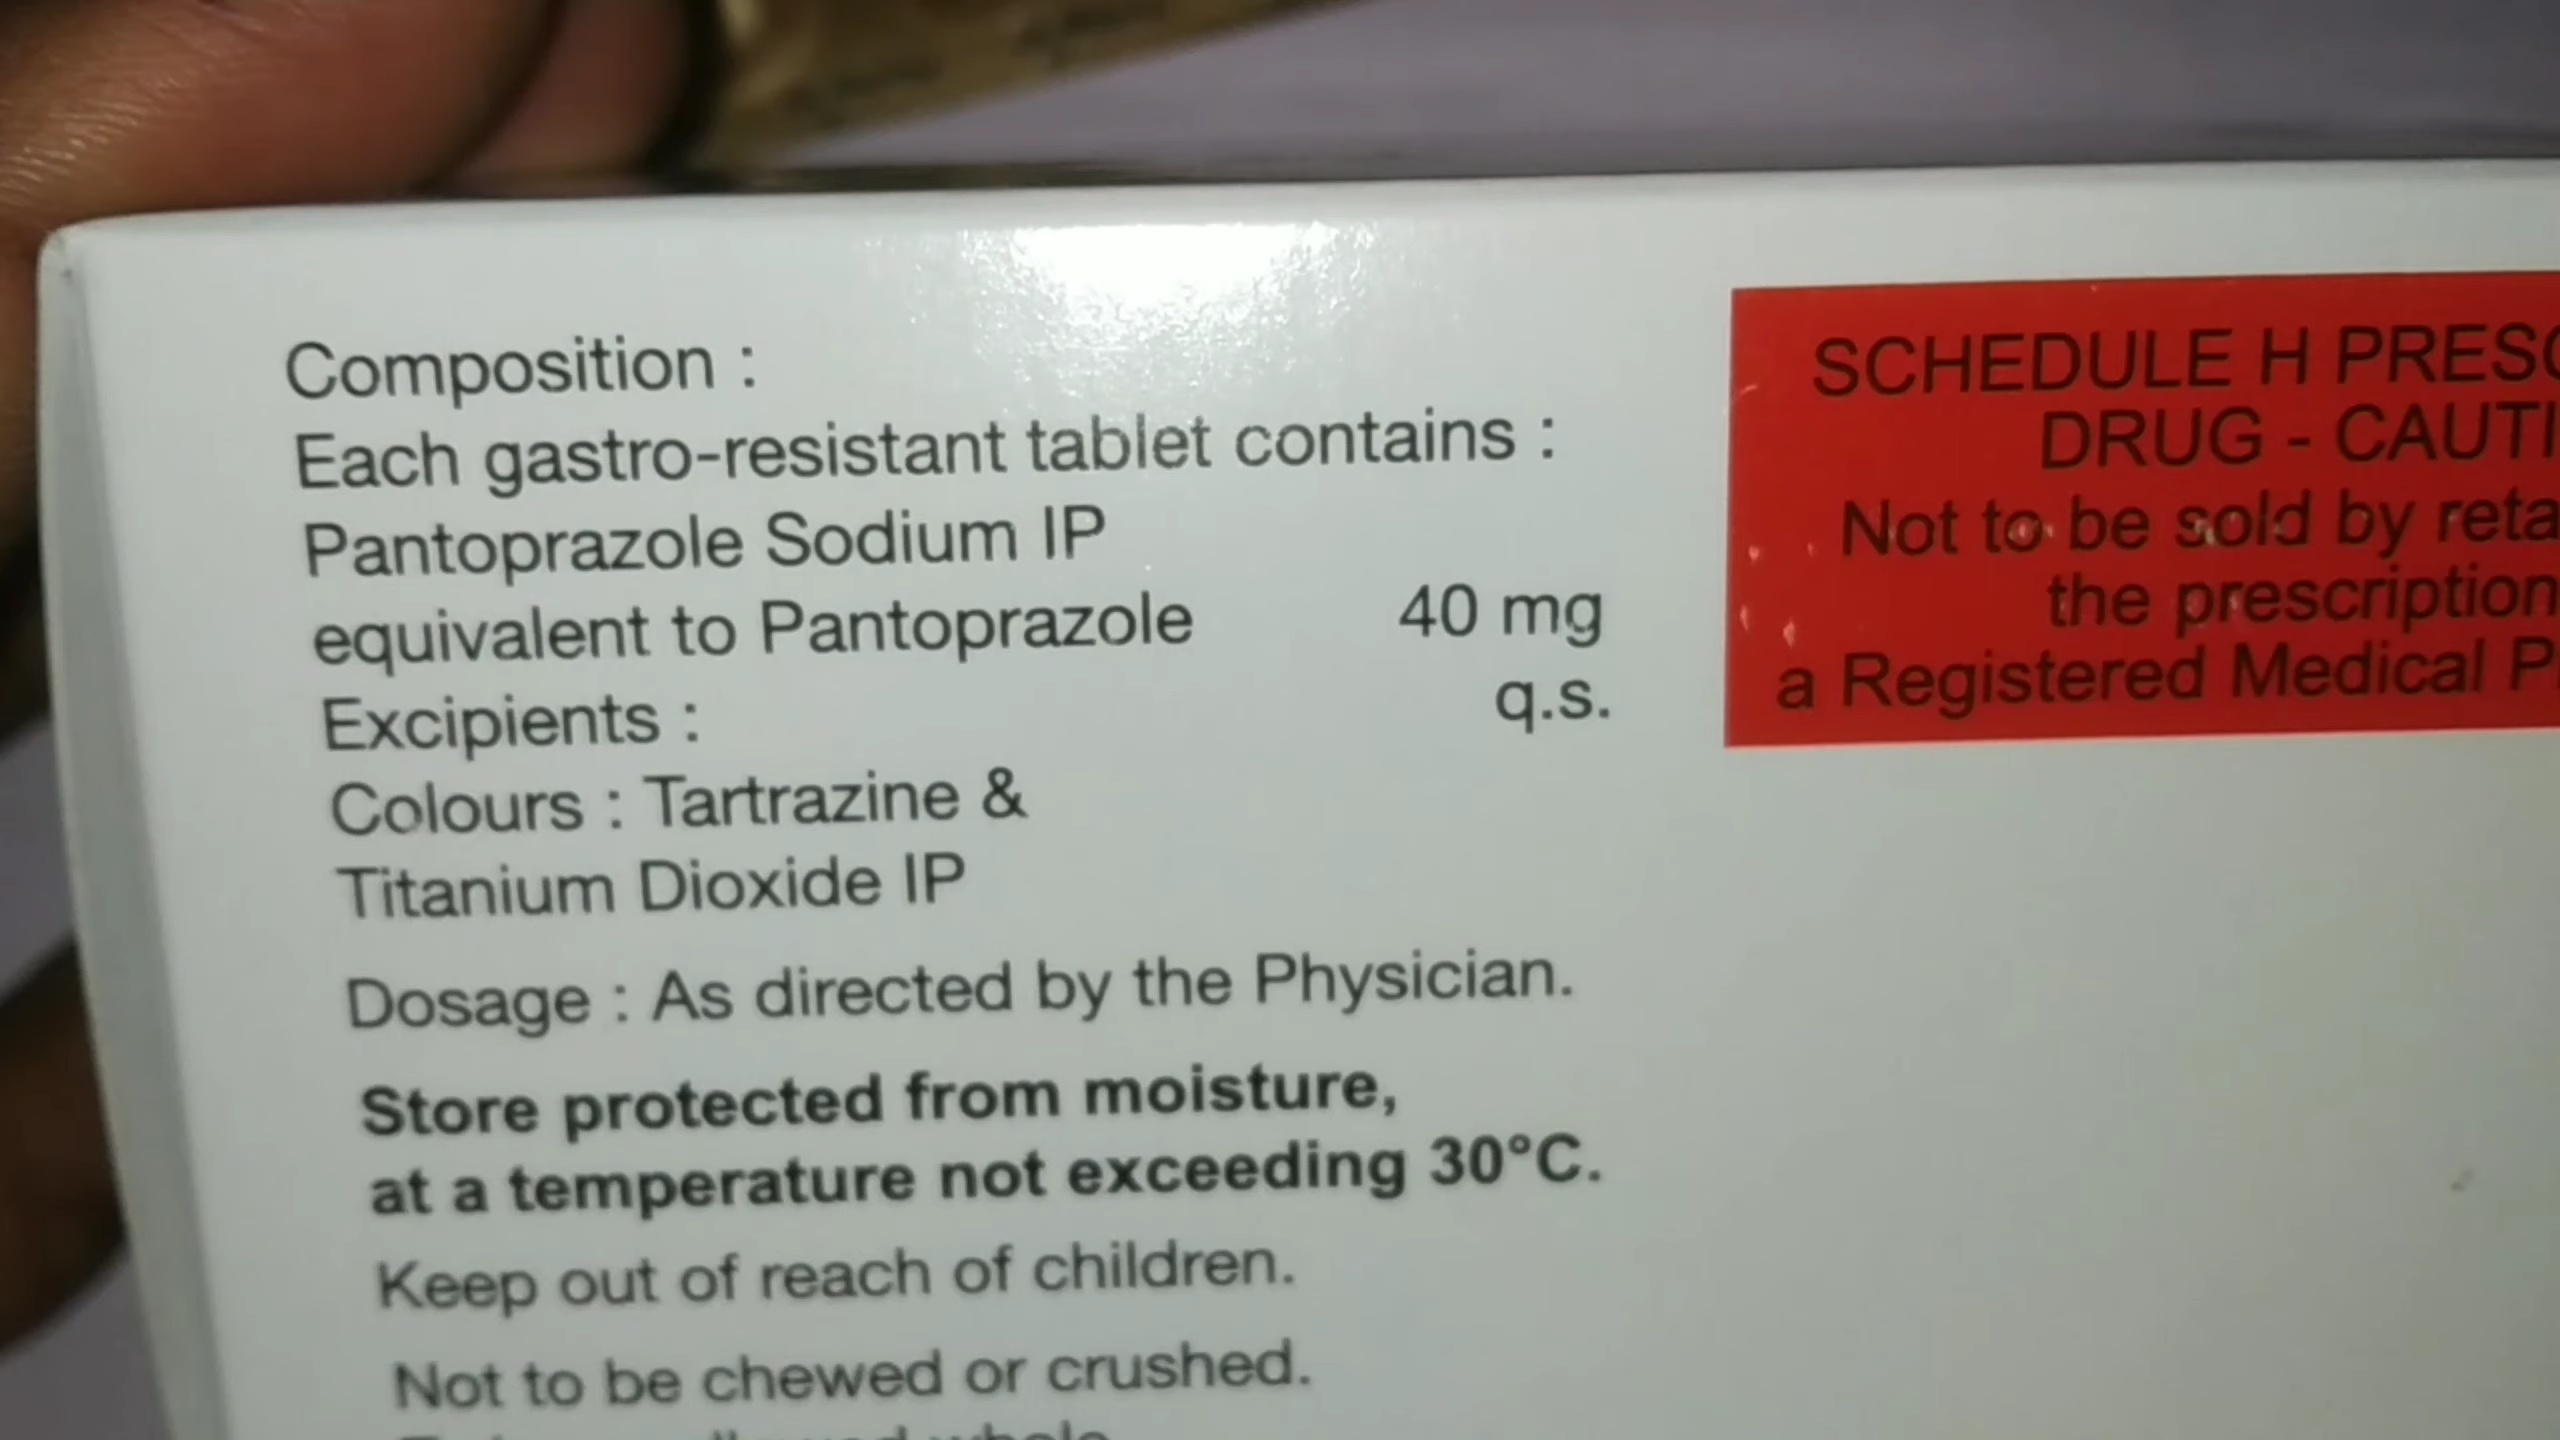 Composition :
Each gastro-resistant tablet contains :
Pantoprazole Sodium IP
equivalent to Pantoprazole 40 mg
Excipients : q.s.
Colours : Tartrazine &
Titanium Dioxide IP
Dosage : As directed by the Physician.
Store protected from moisture,
at a temperature not exceeding 30°C.
Keep out of reach of children.
Not to be chewed or crushed.
SCHEDULE H
DRUG -
Not to be sold by
the prescription
a Registered Medical